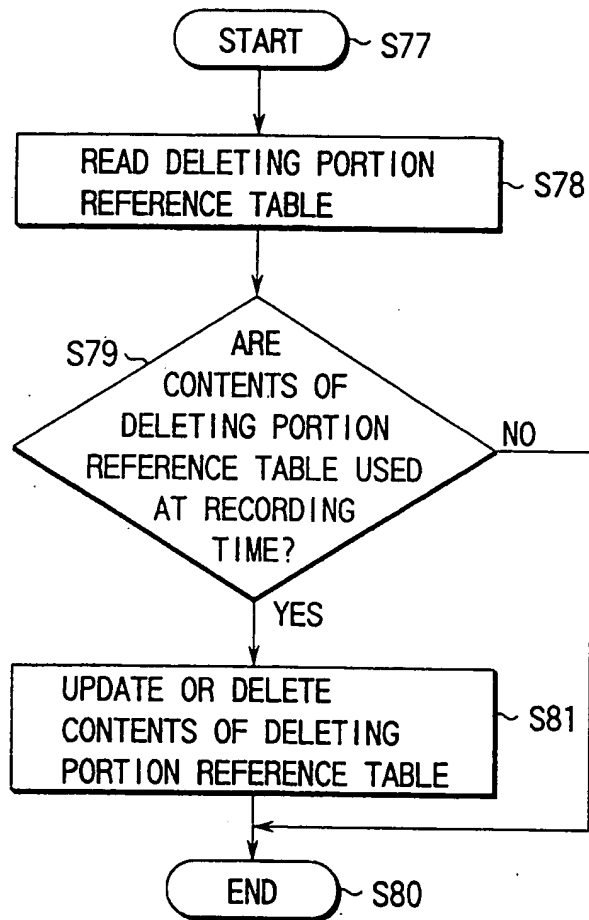 START
S77
READ DELETING PORTION
REFERENCE TABLE
S78
S79
ARE
CONTENTS OF
DELETING PORTION
REFERENCE TABLE USED
AT RECORDING
TIME?
NO
YES
UPDATE OR DELETE
CONTENTS OF DELETING
PORTION REFERENCE TABLE
S81
END
S80